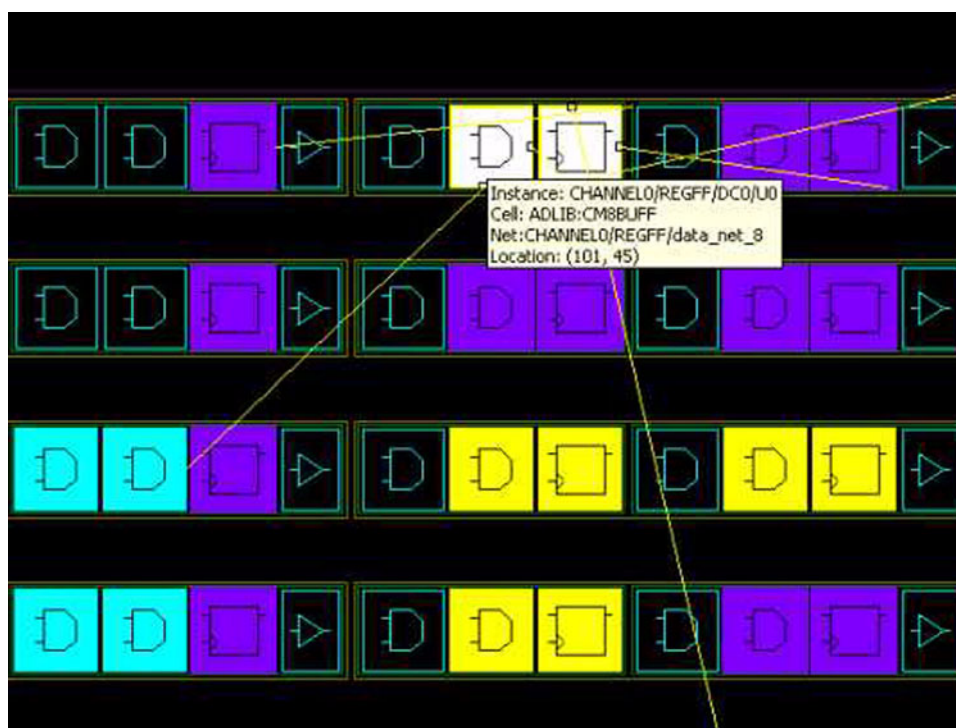 Instance: CHANNEL0/REGFF/DC0/U0
Cell: ADLIB:CM8BUFF
Net:CHANNEL0/REGFF/data_net_8
Location: (101, 45)